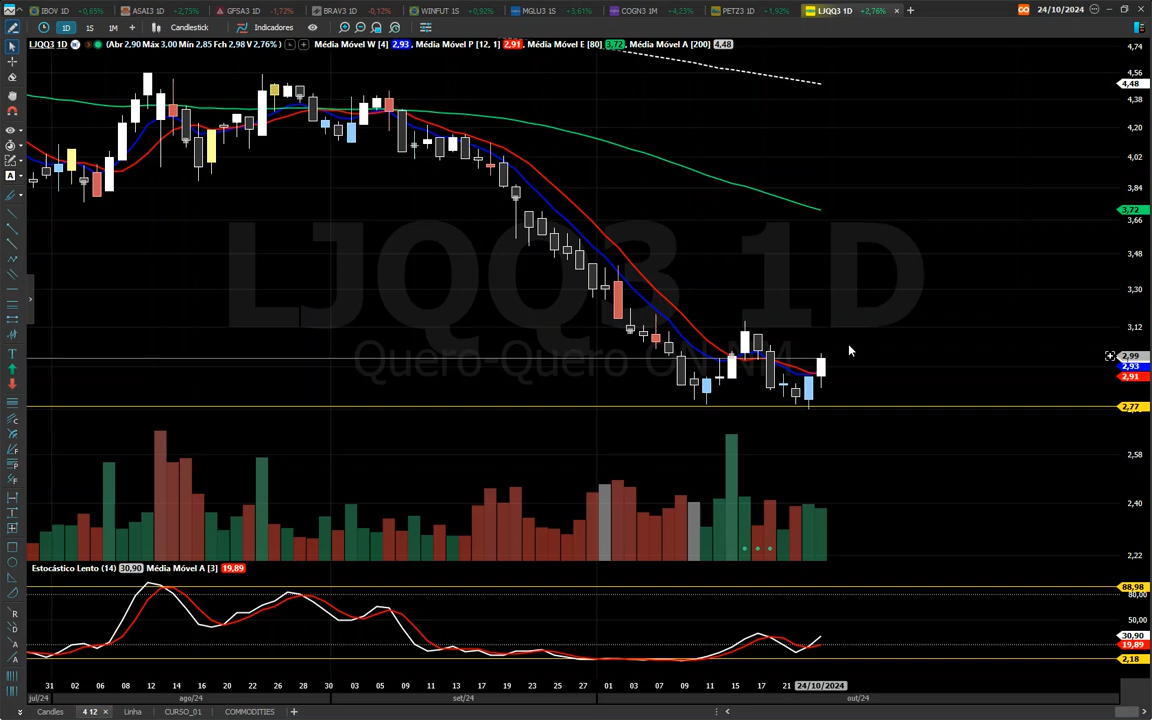 IBOV 1D +0,65% ASAI3 1D +2,75% GFSA3 1D -1,72% BRAV3 1D -0,12% WINFUT 1S +0,92% MGLU3 1S +3,61% COGN3 1M +4,23% PETZ3 1D +1,92% LJQQ3 1D +2,76% × + 24/10/2024
1D 1S 1M + Candlestick Indicadores
LJQQ3 1D (Abr 2,90 Máx 3,00 Mín 2,85 Fch 2,98 V 2,76%) Média Móvel W [4] 2,93, Média Móvel P [12, 1] 2,91, Média Móvel E [80] 3,72, Média Móvel A [200] 4,48
4,74
4,56
4,48
4,38
4,20
4,02
3,84
3,72
3,66
3,48
3,30
3,12
2,99
2,93
2,91
2,77
2,58
2,40
2,22
LJQQ3 1D
Quero-Quero ON NM
Estocástico Lento (14) 30,90 Média Móvel A [3] 19,89
88,98
80,00
50,00
30,90
19,89
2,18
31 02 06 08 12 14 16 20 22 26 28 30 03 05 09 11 13 17 19 23 25 27 01 03 07 09 11 15 17 21 24/10/2024
jul/24 ago/24 set/24 out/24
Candles 4 12 Linha CURSO_01 COMMODITIES +